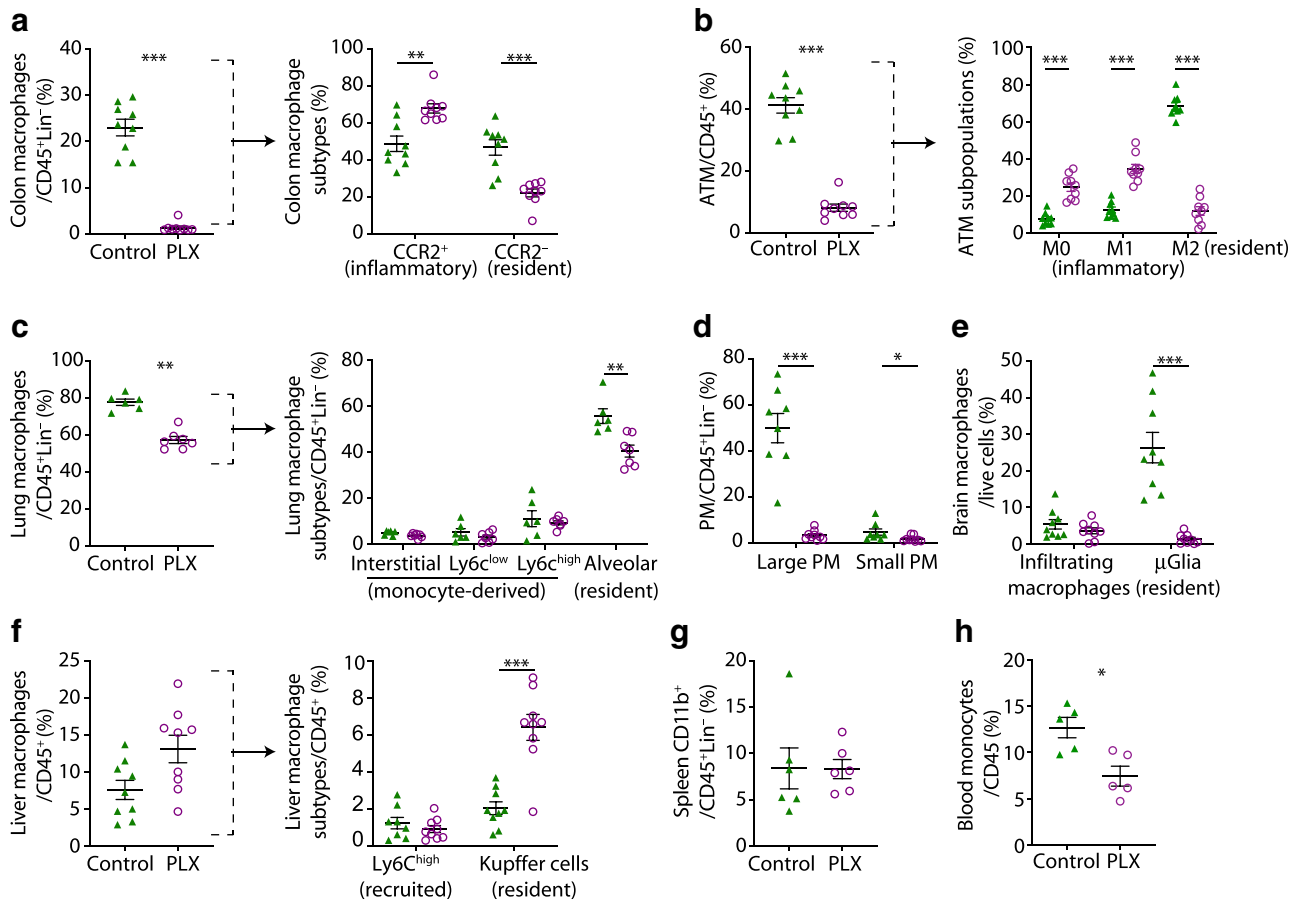 a
Colon macrophages
/CD45⁺Lin⁻ (%)
40
30
20
10
0
***
Control PLX
Colon macrophage
subtypes (%)
100
80
60
40
20
0
** ***
CCR2⁺ CCR2⁻
(inflammatory) (resident)
b
ATM/CD45⁺ (%)
60
40
20
0
***
Control PLX
ATM subpopulations (%)
100
80
60
40
20
0
*** *** ***
M0 M1 M2 (resident)
(inflammatory)
c
Lung macrophages
/CD45⁺Lin⁻ (%)
100
80
60
40
20
0
**
Control PLX
Lung macrophage
subtypes/CD45⁺Lin⁻ (%)
80
60
40
20
0
**
Interstitial Ly6cˡᵒʷ Ly6cʰⁱᵍʰ Alveolar
(monocyte-derived) (resident)
d
PM/CD45⁺Lin⁻ (%)
80
60
40
20
0
*** *
Large PM Small PM
e
Brain macrophages
/live cells (%)
50
40
30
20
10
0
***
Infiltrating μGlia
macrophages (resident)
f
Liver macrophages
/CD45⁺ (%)
25
20
15
10
5
0
Control PLX
Liver macrophage
subtypes/CD45⁺ (%)
10
8
6
4
2
0
***
Ly6Cʰⁱᵍʰ Kupffer cells
(recruited) (resident)
g
Spleen CD11b⁺
/CD45⁺Lin⁻ (%)
20
15
10
5
0
Control PLX
h
Blood monocytes
/CD45 (%)
20
15
10
5
0
*
Control PLX